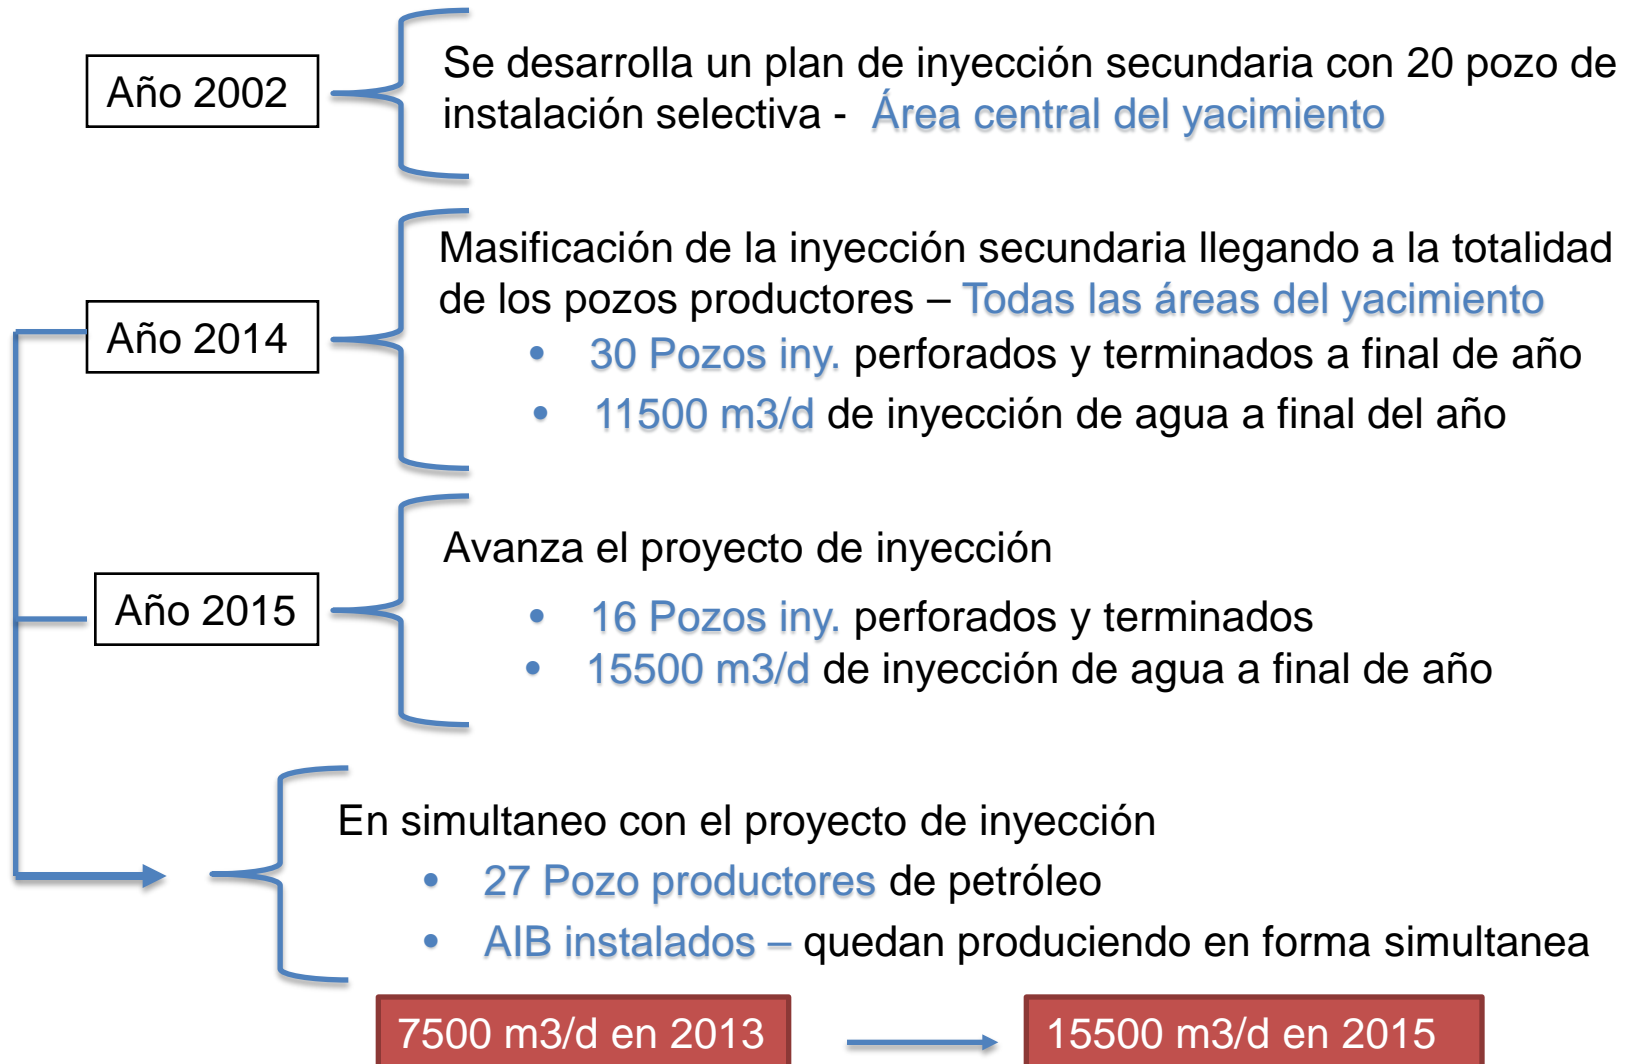 Año 2002
Se desarrolla un plan de inyección secundaria con 20 pozo de
instalación selectiva - Área central del yacimiento
Año 2014
Masificación de la inyección secundaria llegando a la totalidad
de los pozos productores – Todas las áreas del yacimiento
• 30 Pozos iny. perforados y terminados a final de año
• 11500 m3/d de inyección de agua a final del año
Año 2015
Avanza el proyecto de inyección
• 16 Pozos iny. perforados y terminados
• 15500 m3/d de inyección de agua a final de año
En simultaneo con el proyecto de inyección
• 27 Pozo productores de petróleo
• AIB instalados – quedan produciendo en forma simultanea
7500 m3/d en 2013
15500 m3/d en 2015